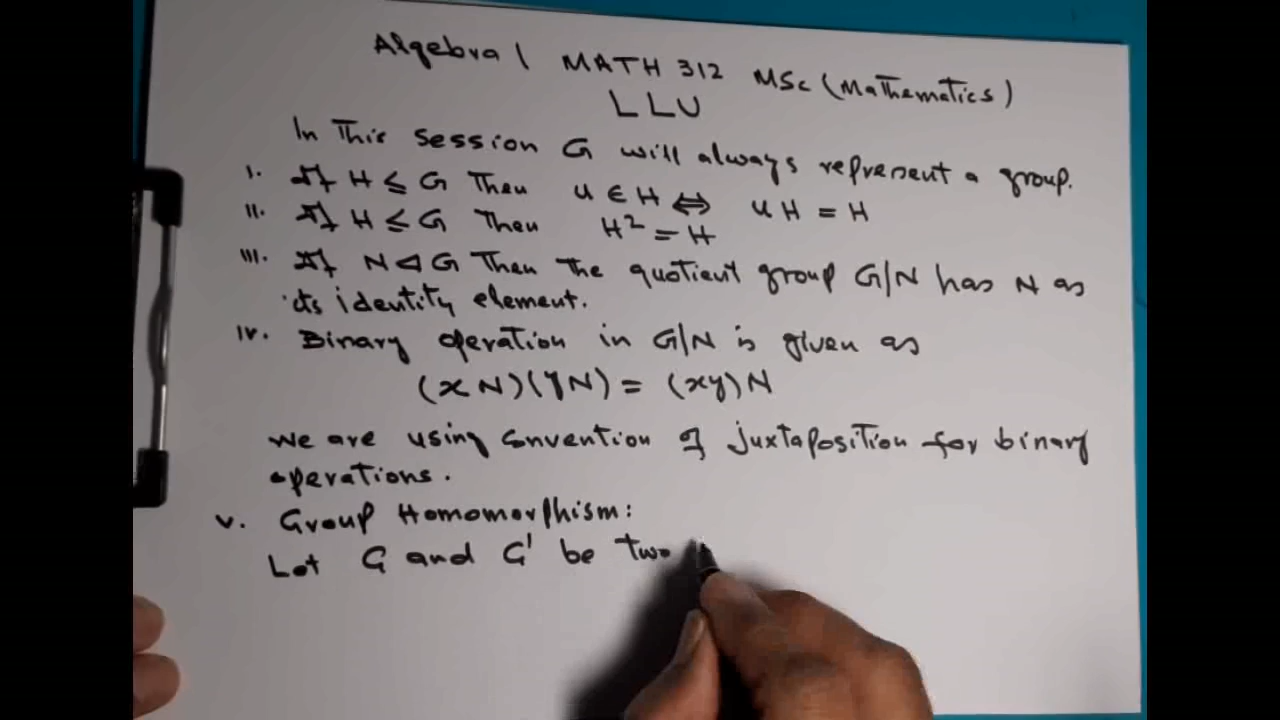 Algebra 1 MATH 312 MSc (Mathematics)
LLU
In This Session G will always represent a group.
I. If H ≤ G Then u ∈ H ⇔ uH = H
II. If H ≤ G Then H² = H
III. If N ⊲ G Then The quotient group G/N has N as
its identity element.
IV. Binary operation in G/N is given as
(xN)(yN) = (xy)N
we are using Convention of juxtaposition for binary
operations.
V. Group Homomorphism:
Let G and G' be two